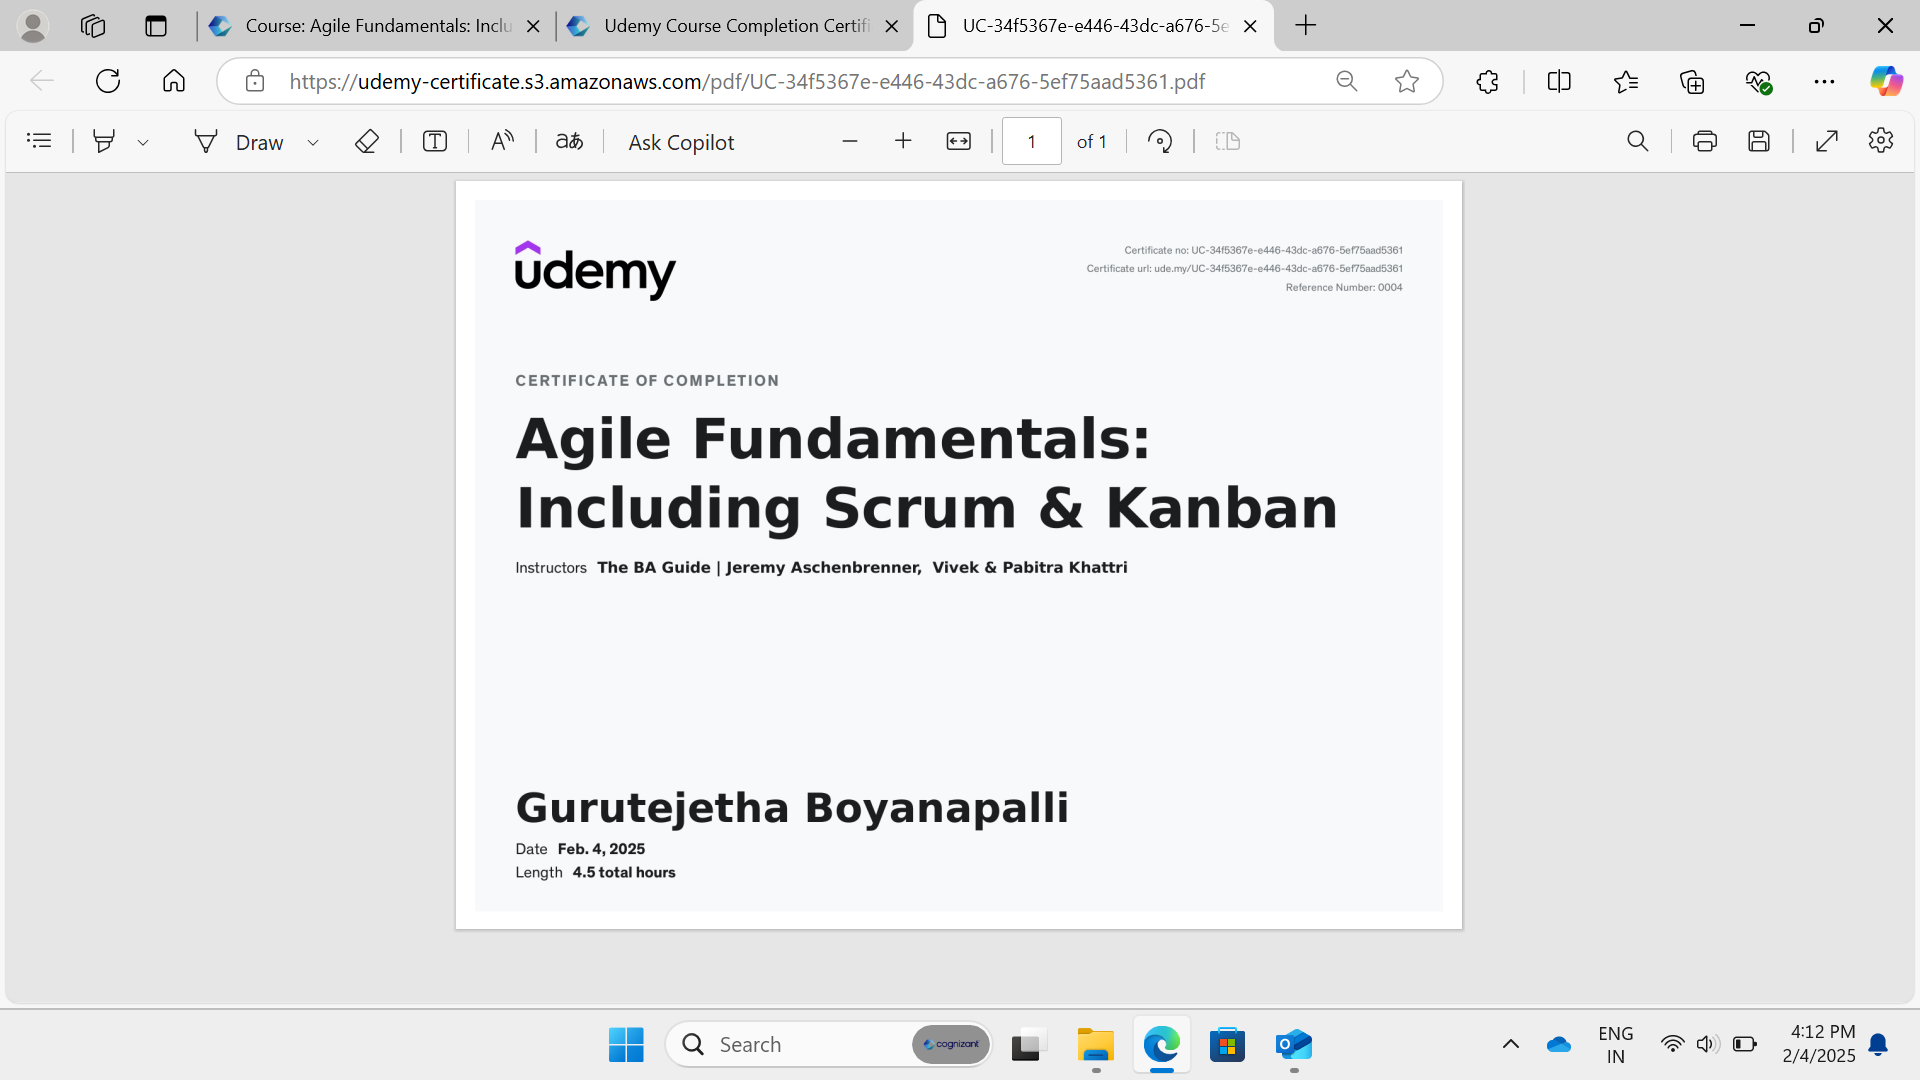 Course: Agile Fundamentals: Inclu
Udemy Course Completion Certifi
UC-34f5367e-e446-43dc-a676-5e
https://udemy-certificate.s3.amazonaws.com/pdf/UC-34f5367e-e446-43dc-a676-5ef75aad5361.pdf
Draw
aあ
Ask Copilot
1 of 1
udemy
Certificate no: UC-34f5367e-e446-43dc-a676-5ef75aad5361
Certificate url: ude.my/UC-34f5367e-e446-43dc-a676-5ef75aad5361
Reference Number: 0004
CERTIFICATE OF COMPLETION
Agile Fundamentals:
Including Scrum & Kanban
Instructors The BA Guide | Jeremy Aschenbrenner, Vivek & Pabitra Khattri
Gurutejetha Boyanapalli
Date Feb. 4, 2025
Length 4.5 total hours
Search
cognizant
ENG
IN
4:12 PM
2/4/2025